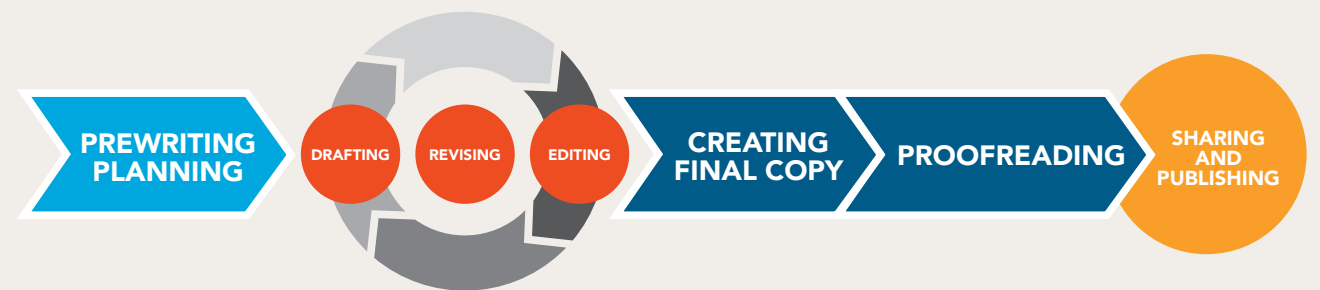 PREWRITING
PLANNING
DRAFTING
REVISING
EDITING
CREATING
FINAL COPY
PROOFREADING
SHARING
AND
PUBLISHING